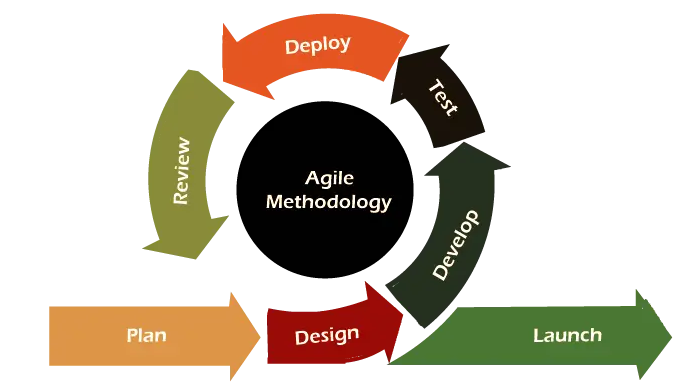 Deploy
Test
Review
Agile
Methodology
Develop
Plan
Design
Launch